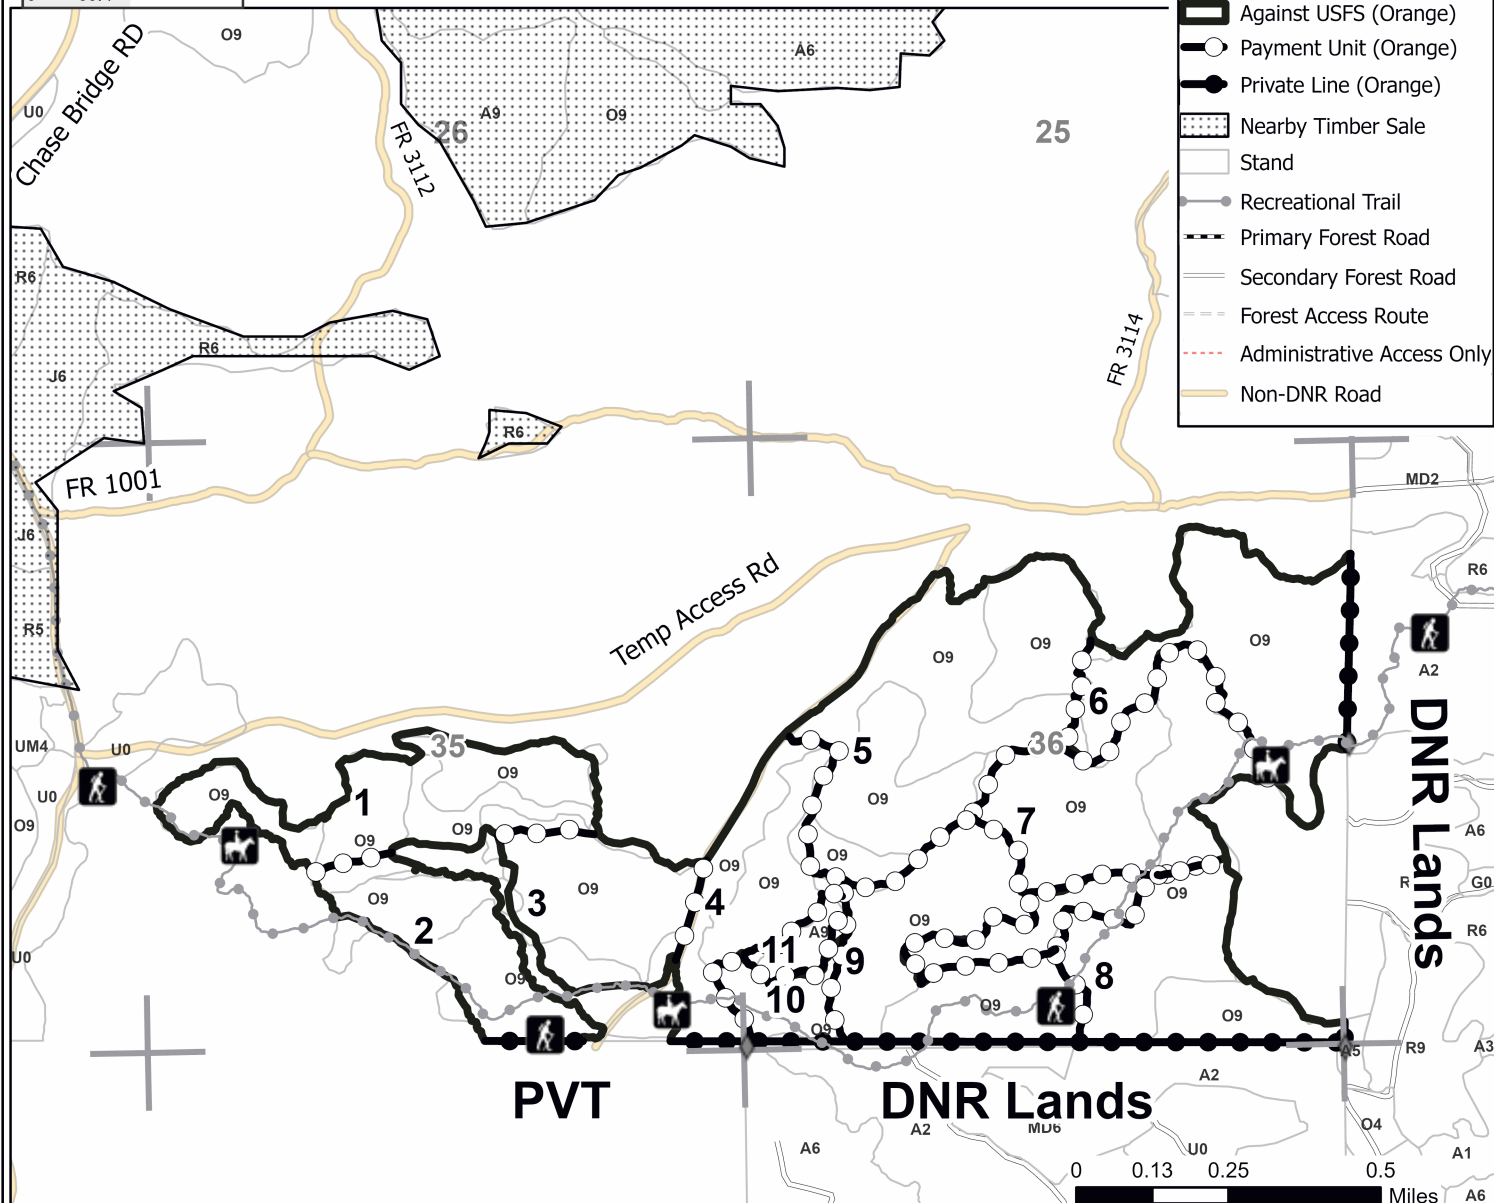 Against USFS (Orange)
Payment Unit (Orange)
Private Line (Orange)
Nearby Timber Sale
Stand
Recreational Trail
Primary Forest Road
Secondary Forest Road
Forest Access Route
Administrative Access Only
Non-DNR Road
O9
A6
Chase Bridge RD
U0
A9
O9
26
25
FR 3112
R6
R6
J6
FR 3114
R6
FR 1001
MD2
J6
R6
R5
Temp Access Rd
O9
O9
O9
A2
6
UM4
U0
35
36
5
DNR Lands
O9
U0
O9
1
O9
O9
7
O9
O9
O9
A6
O9
O9
O9
O9
O9
3
4
O9
O9
R
G0
2
A9
R6
11
9
U0
O9
8
10
O9
O9
O9
A5
R9
A3
PVT
DNR Lands
A2
A2
MD6
O4
A6
U0
A1
0
0.13
0.25
0.5
Miles
A6